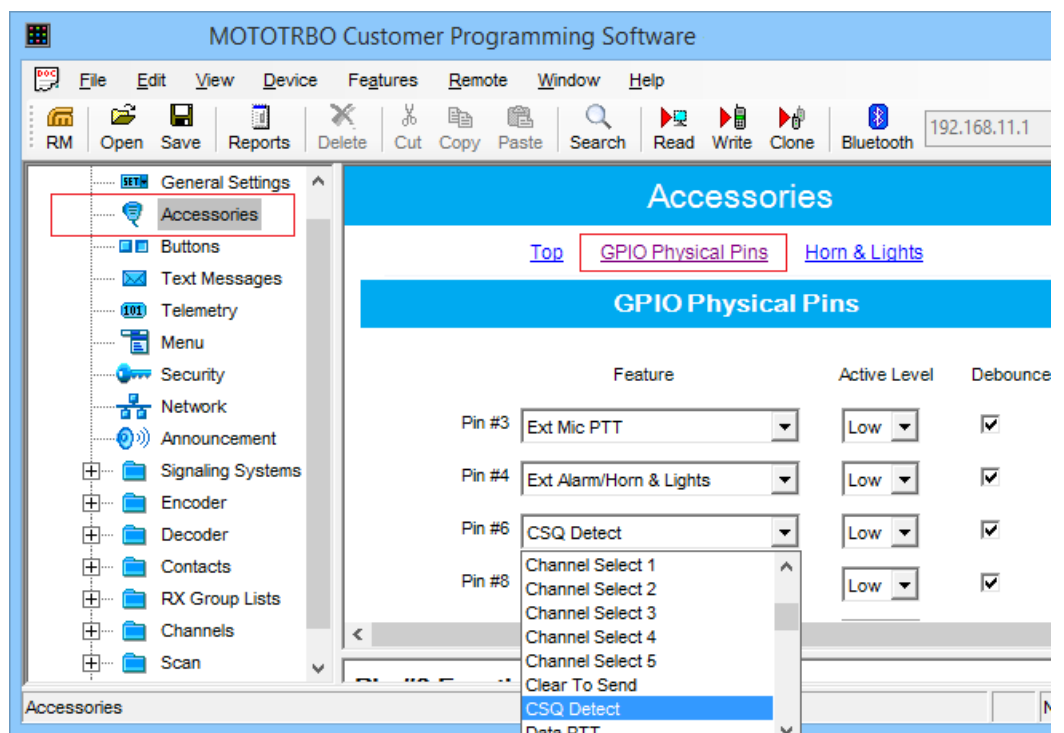 MOTOTRBO Customer Programming Software
File Edit View Device Features Remote Window Help
RM Open Save Reports Delete Cut Copy Paste Search Read Write Clone Bluetooth 192.168.11.1
General Settings
Accessories
Buttons
Text Messages
Telemetry
Menu
Security
Network
Announcement
Signaling Systems
Encoder
Decoder
Contacts
RX Group Lists
Channels
Scan
Accessories
Top GPIO Physical Pins Horn & Lights
GPIO Physical Pins
Feature Active Level Debounce
Pin #3 Ext Mic PTT Low
Pin #4 Ext Alarm/Horn & Lights Low
Pin #6 CSQ Detect Low
Pin #8 Low
Channel Select 1
Channel Select 2
Channel Select 3
Channel Select 4
Channel Select 5
Clear To Send
CSQ Detect
Data PTT
Accessories